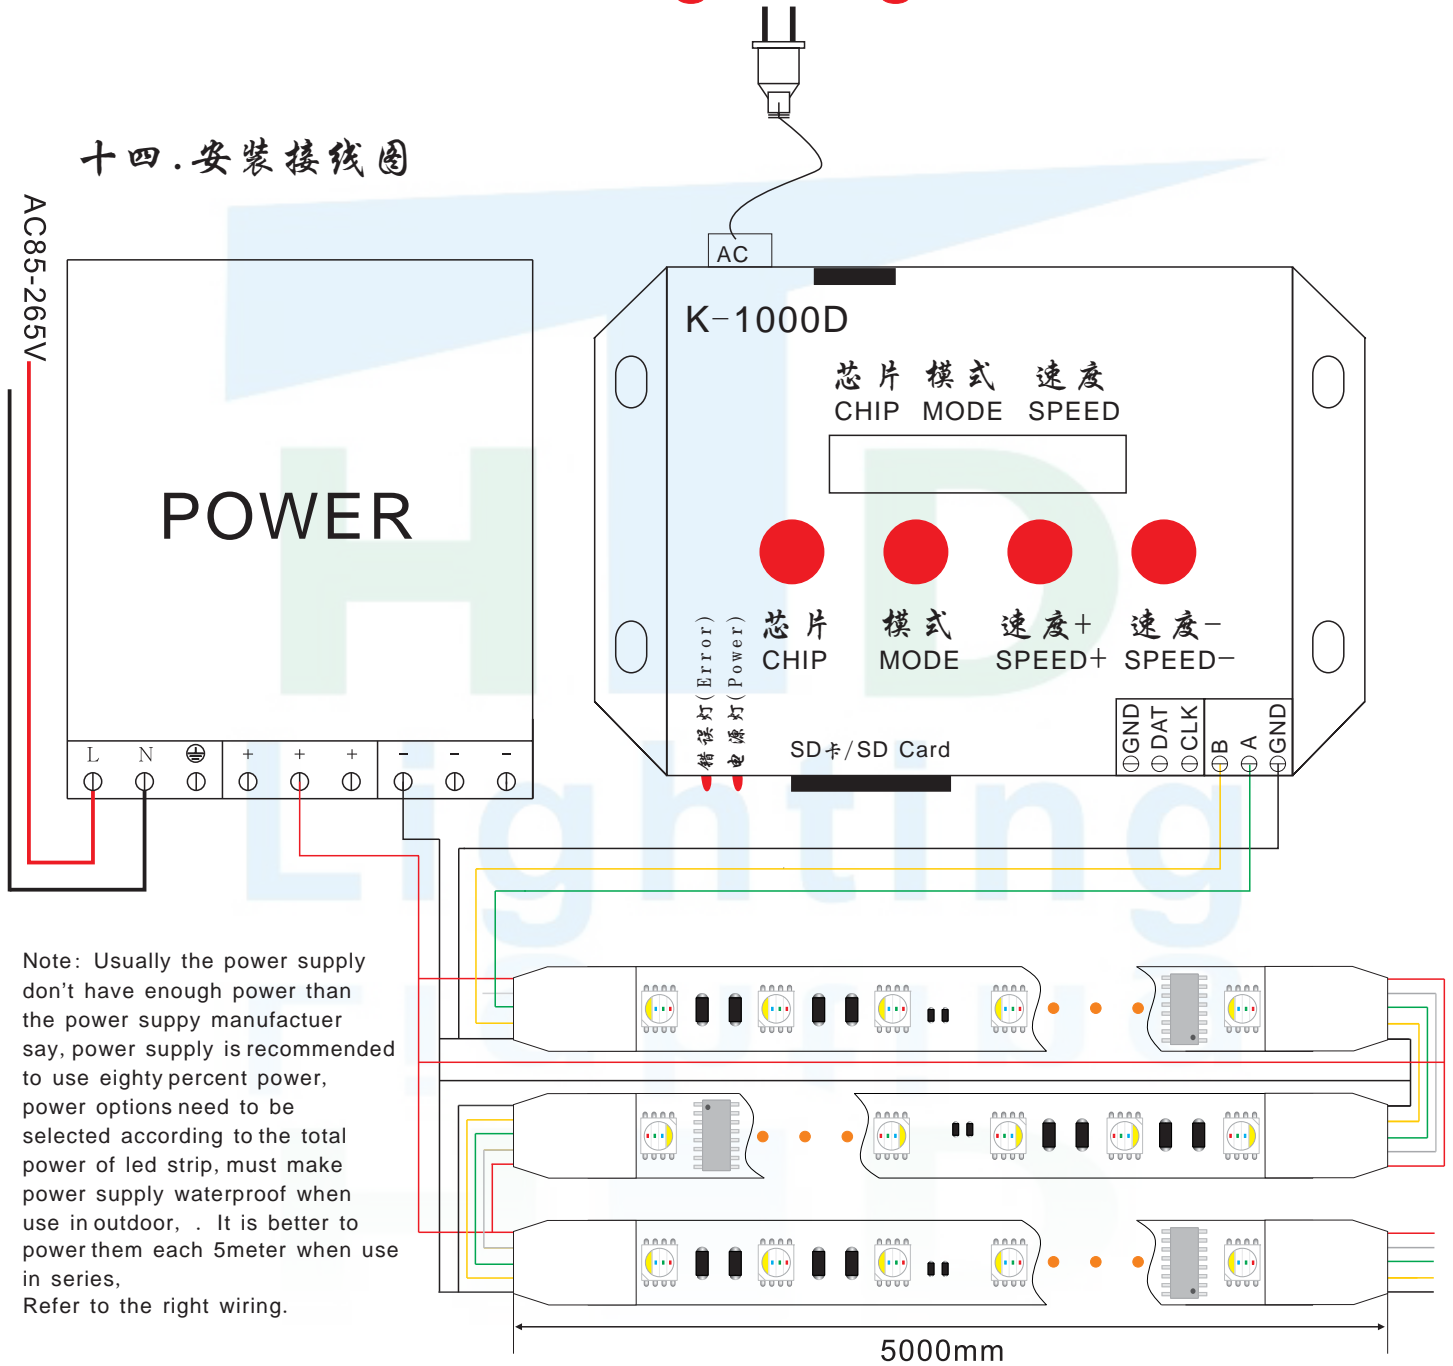 十四.安装接线图
AC85-265V
AC
K-1000D
芯片 模式 速度
CHIP MODE SPEED
POWER
芯片 模式 速度+ 速度-
CHIP MODE SPEED+ SPEED-
错误灯(Error)
电源灯(Power)
SD卡/SD Card
GND DAT CLK B A GND
L N + + + - - -
HTD
Lighting
Note: Usually the power supply
don't have enough power than
the power suppy manufactuer
say, power supply is recommended
to use eighty percent power,
power options need to be
selected according to the total
power of led strip, must make
power supply waterproof when
use in outdoor, . It is better to
power them each 5meter when use
in series,
Refer to the right wiring.
5000mm